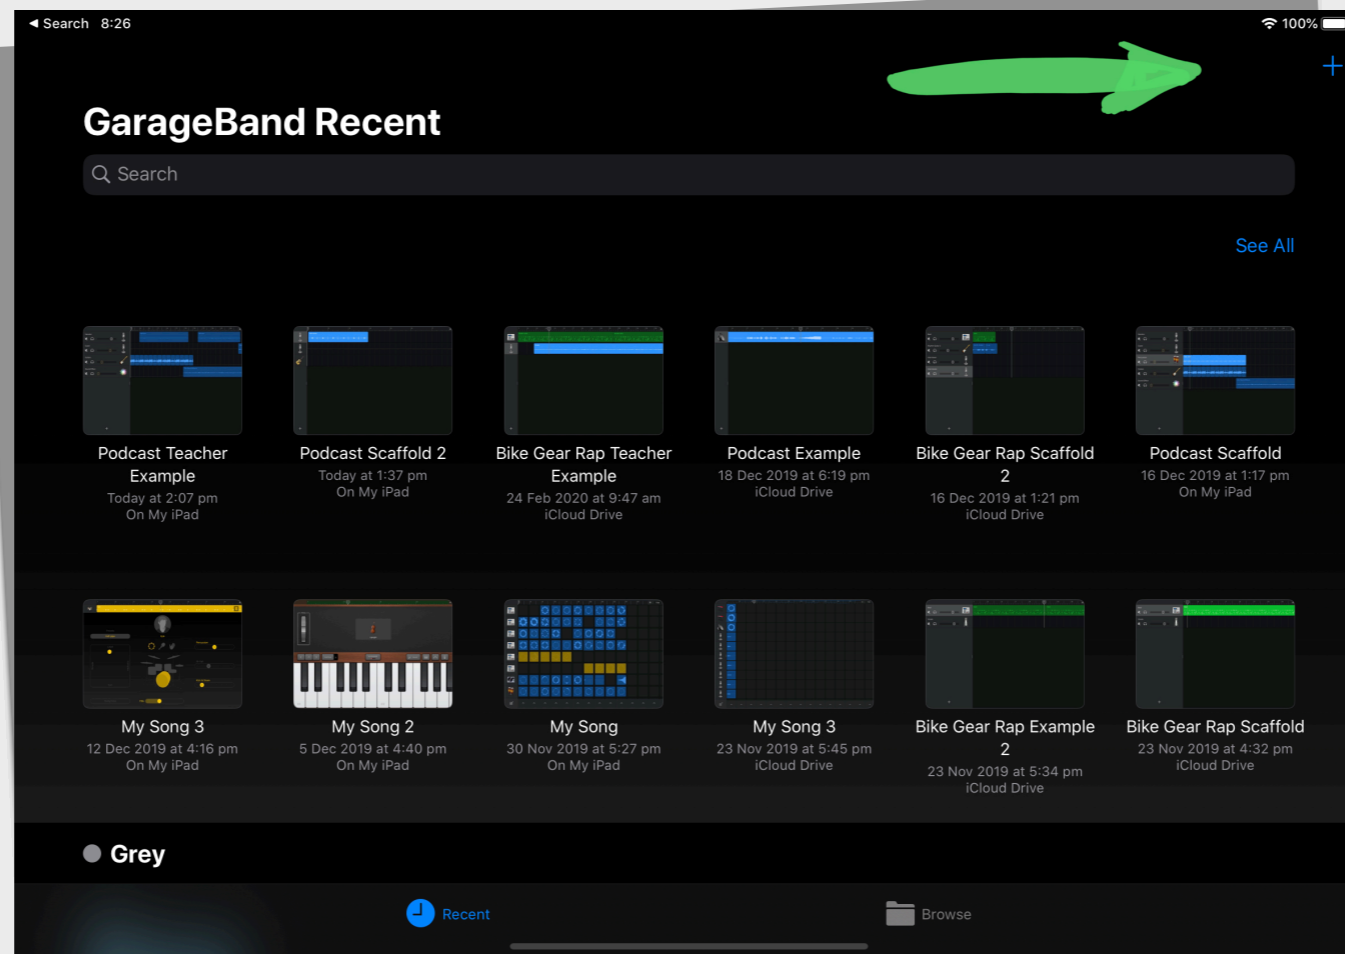 Search 8:26
100%
GarageBand Recent
Search
See All
Podcast Teacher
Example
Today at 2:07 pm
On My iPad
Podcast Scaffold 2
Today at 1:37 pm
On My iPad
Bike Gear Rap Teacher
Example
24 Feb 2020 at 9:47 am
iCloud Drive
Podcast Example
18 Dec 2019 at 6:19 pm
iCloud Drive
Bike Gear Rap Scaffold
2
16 Dec 2019 at 1:21 pm
iCloud Drive
Podcast Scaffold
16 Dec 2019 at 1:17 pm
On My iPad
My Song 3
12 Dec 2019 at 4:16 pm
On My iPad
My Song 2
5 Dec 2019 at 4:40 pm
On My iPad
My Song
30 Nov 2019 at 5:27 pm
On My iPad
My Song 3
23 Nov 2019 at 5:45 pm
iCloud Drive
Bike Gear Rap Example
2
23 Nov 2019 at 5:34 pm
iCloud Drive
Bike Gear Rap Scaffold
23 Nov 2019 at 4:32 pm
iCloud Drive
Grey
Recent
Browse